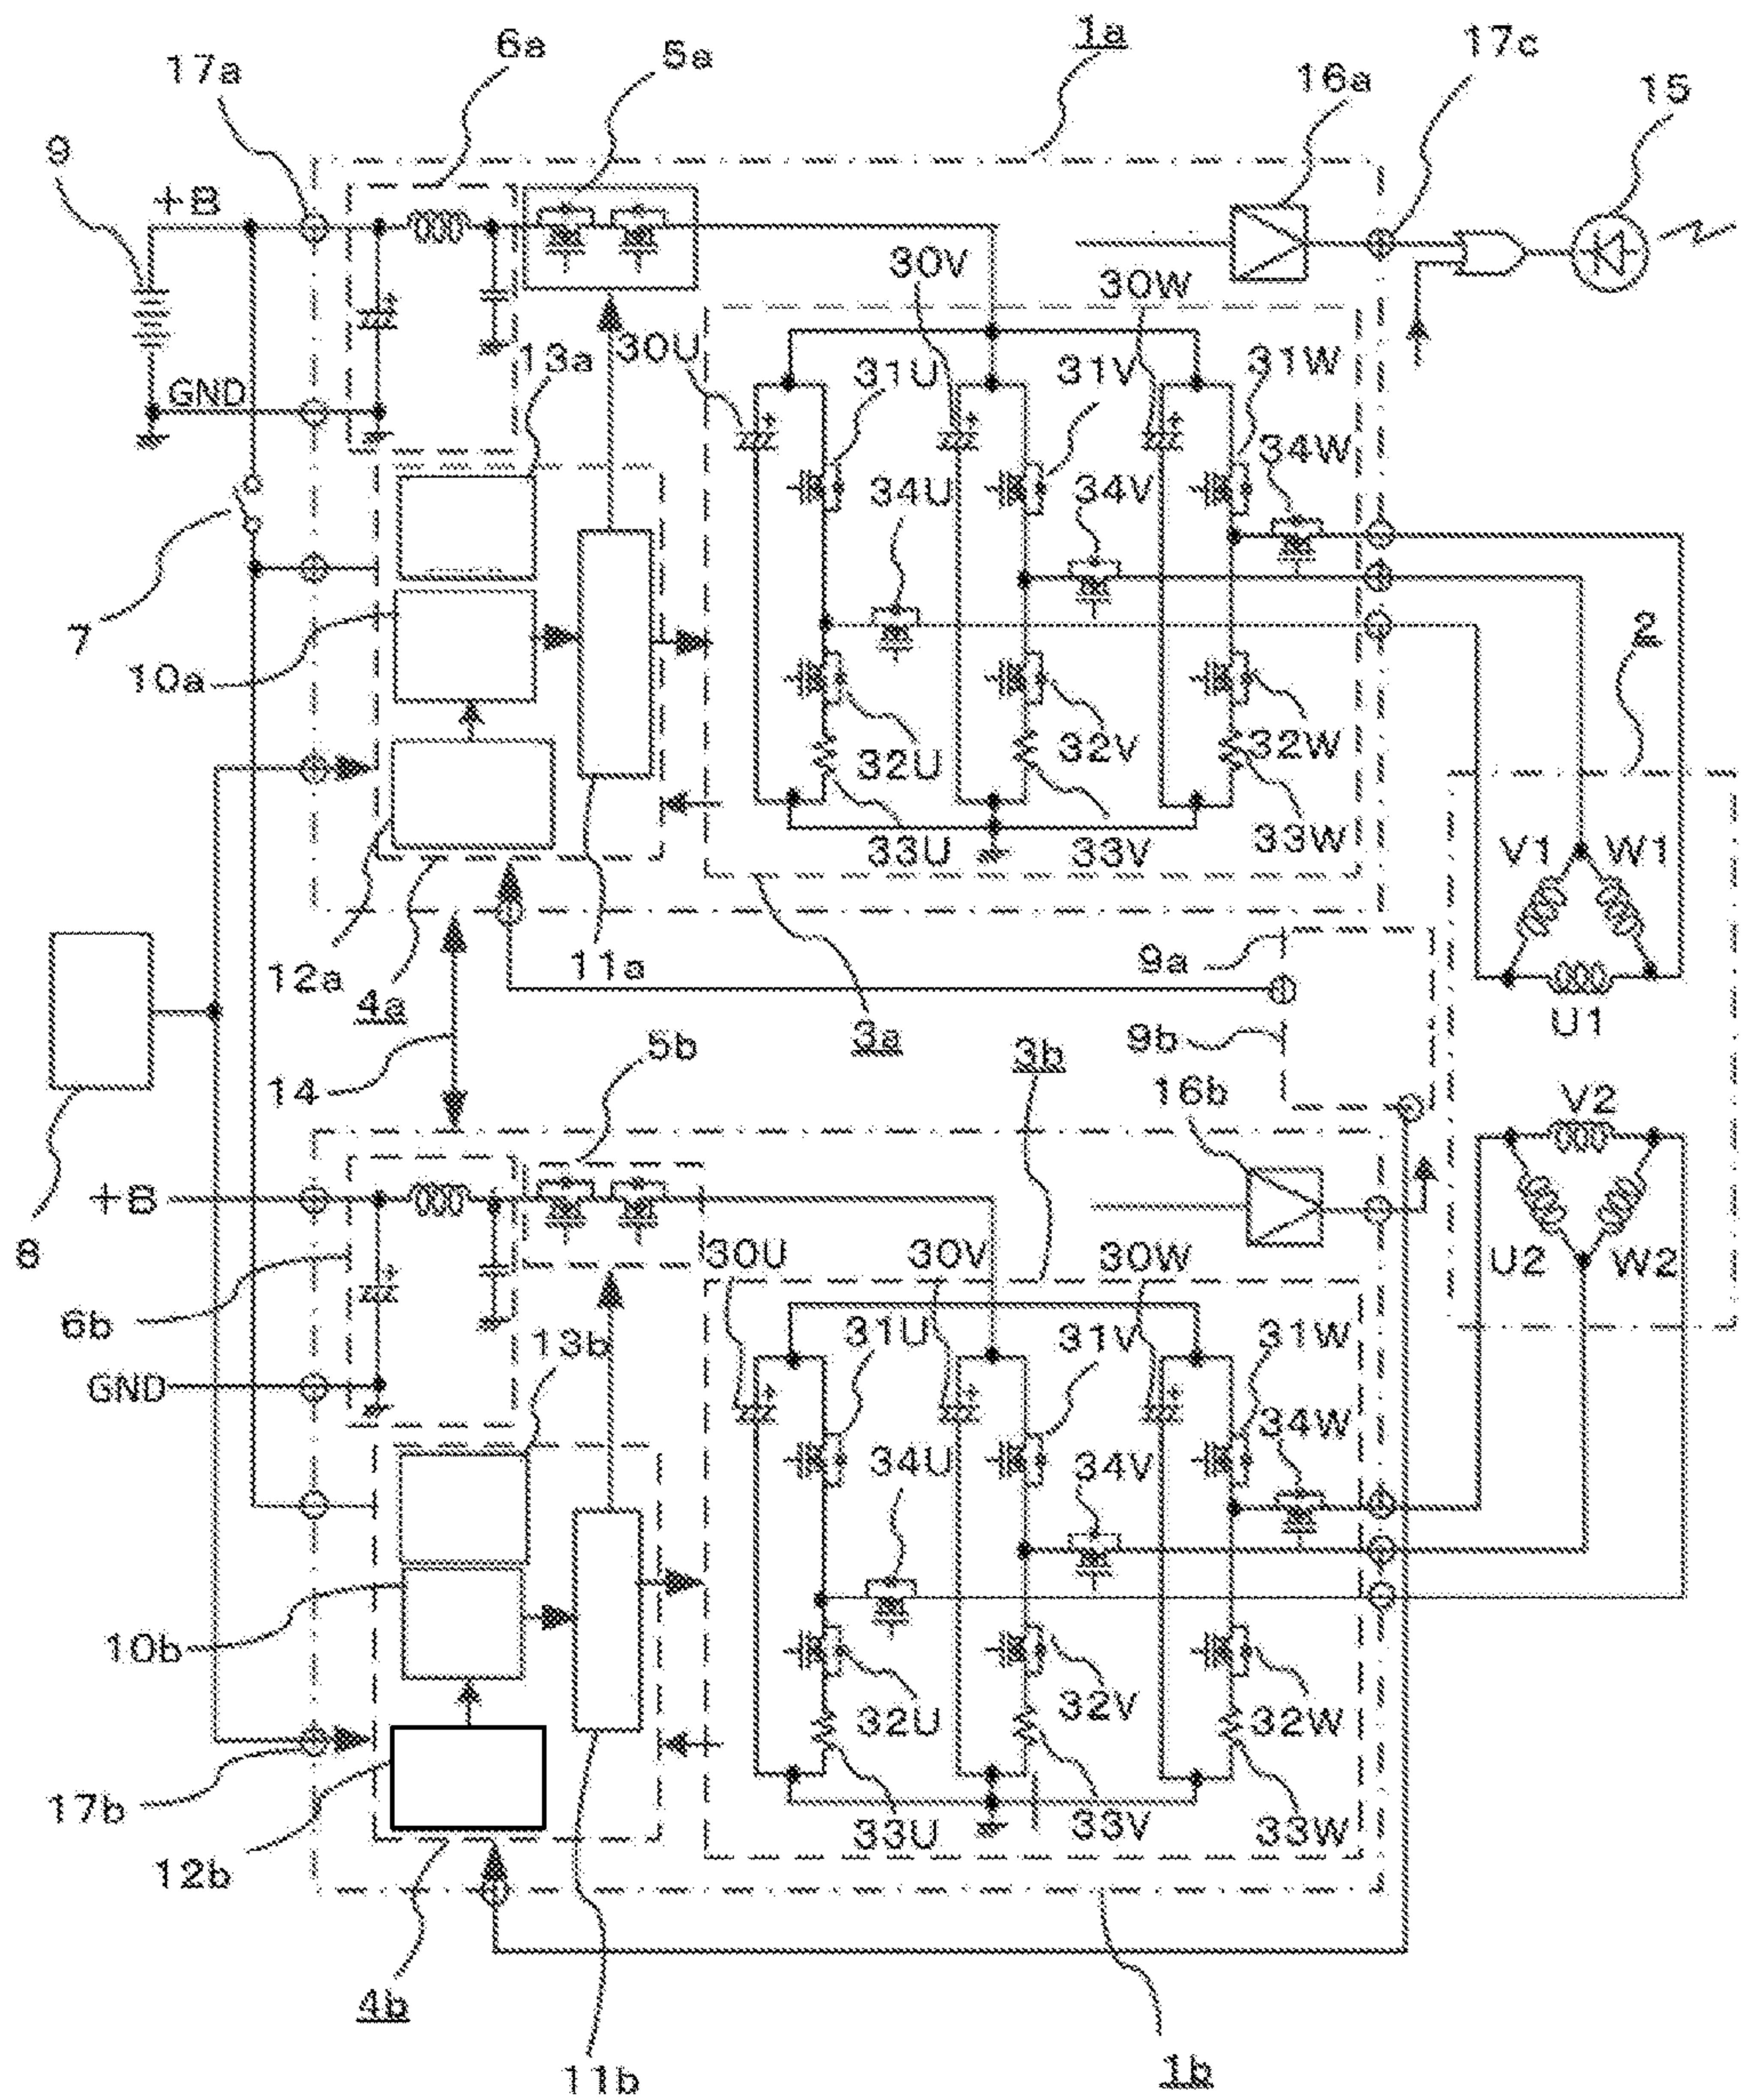 1a
17c
6a
5a
16a
15
17a
9
+B
30V
30W
13a
30U
31U
31V
31W
GND
34W
34U
34V
7
2
10a
32U
32V
32W
33U
33V
33W
V1
W1
12a
11a
9a
4a
3a
U1
5b
3b
9b
14
16b
V2
+B
8
30U
30V
30W
U2
W2
6b
13b
31U
31V
31W
GND
34U
34V
34W
10b
32U
32V
32W
17b
33U
33V
33W
12b
4b
11b
1b